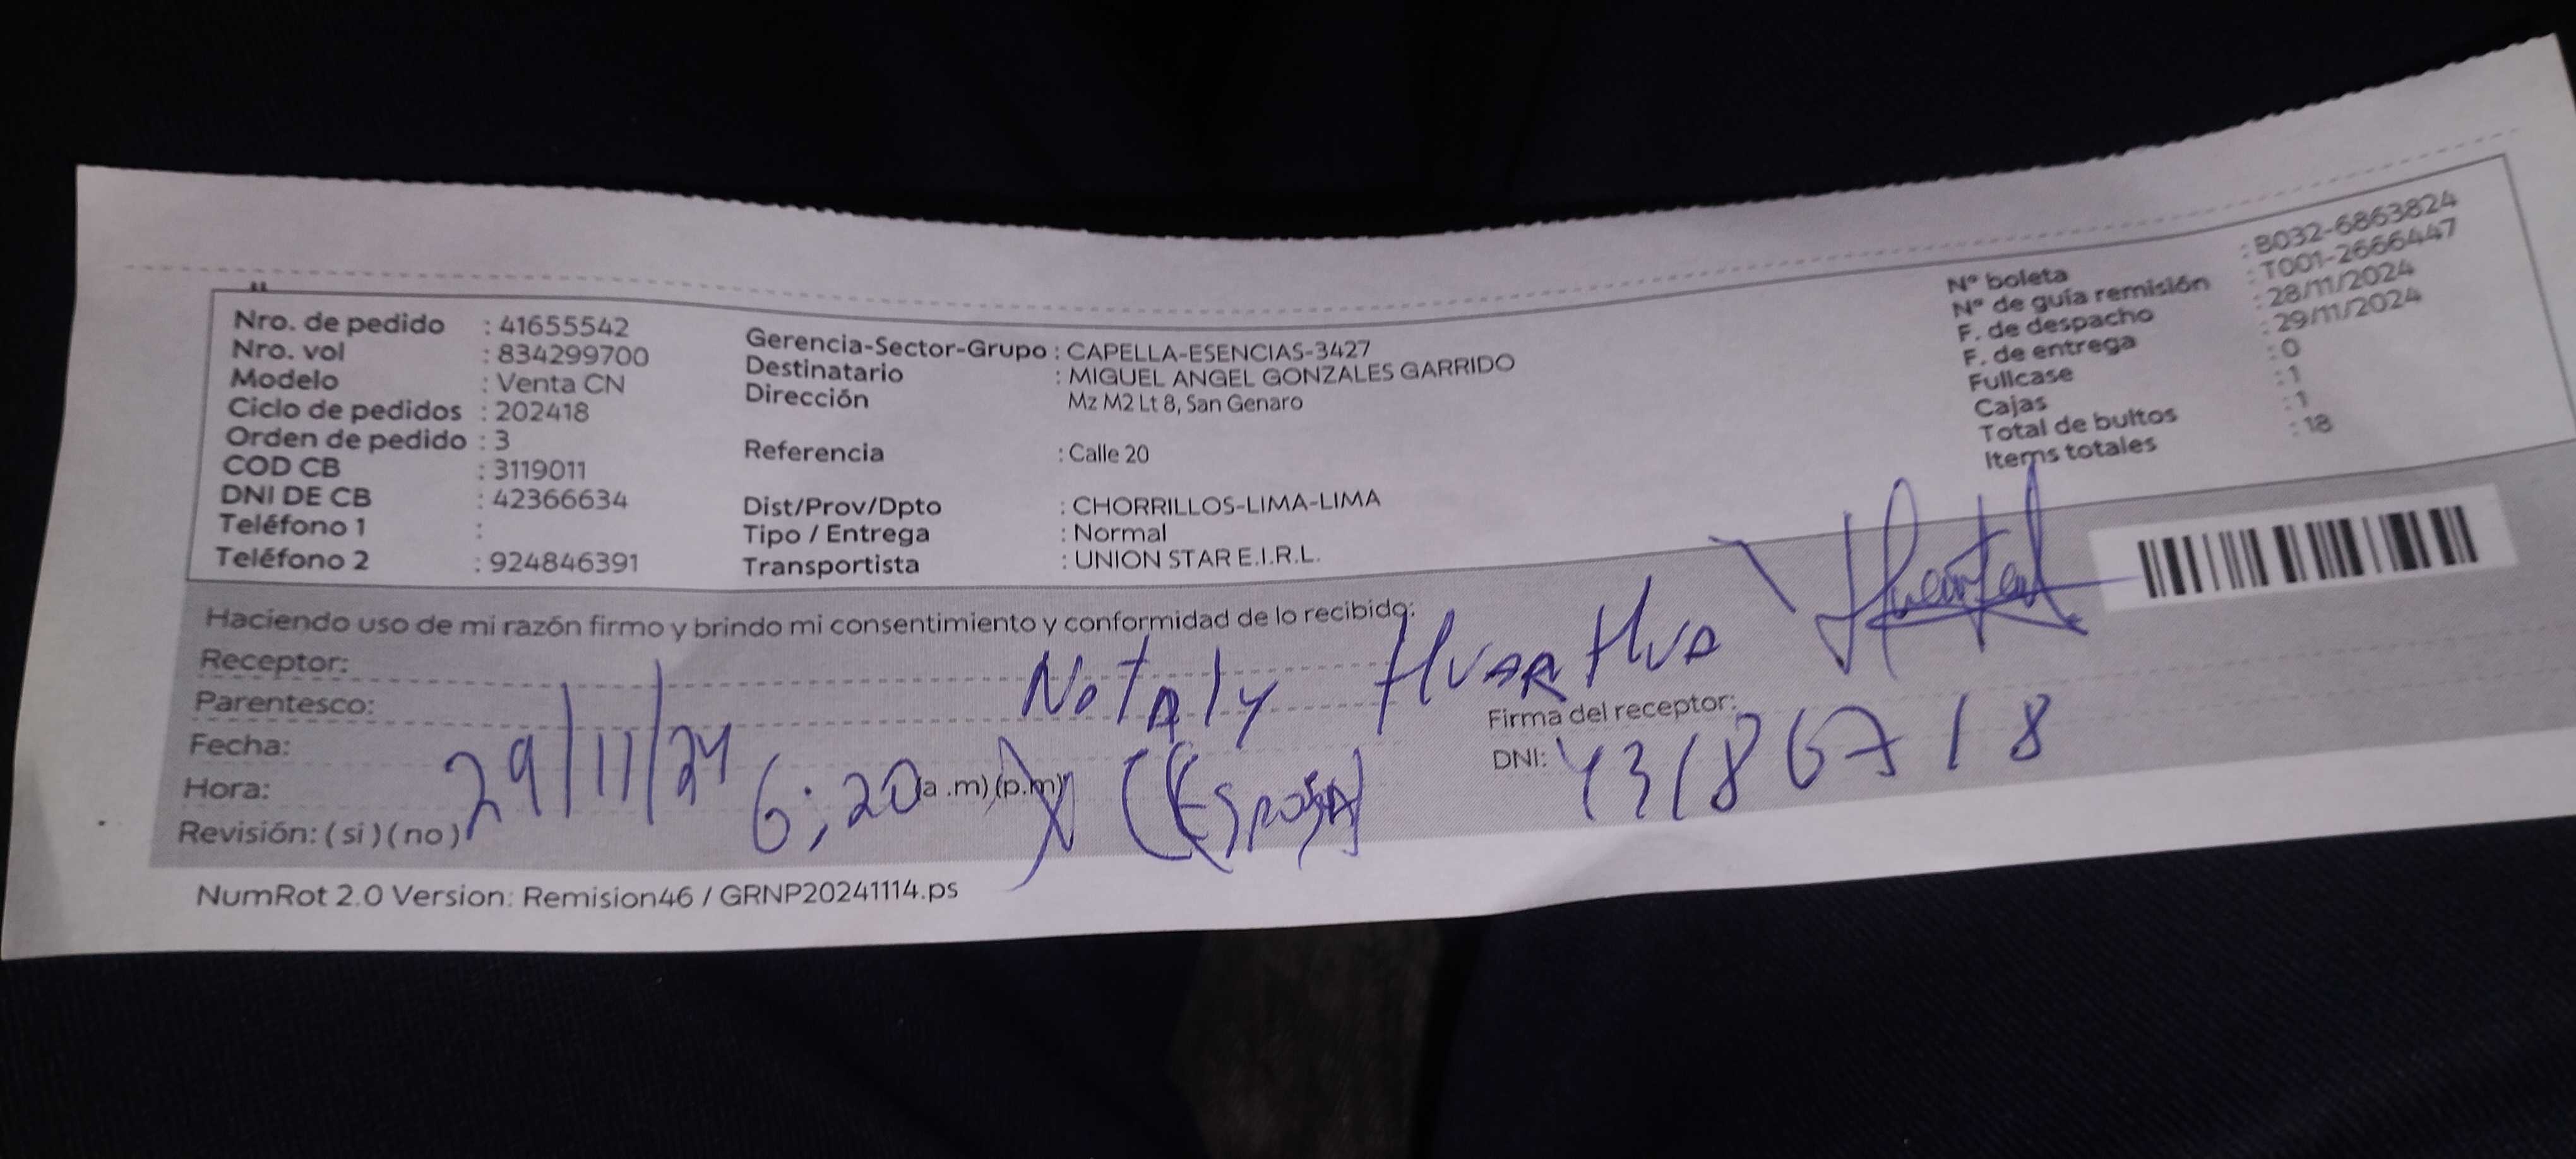 Nro. de pedido : 41655542
Nro. vol : 834299700
Modelo : Venta CN
Ciclo de pedidos : 202418
Orden de pedido : 3
COD CB : 3119011
DNI DE CB : 42366634
Teléfono 1 :
Teléfono 2 : 924846391
Gerencia-Sector-Grupo : CAPELLA-ESENCIAS-3427
Destinatario : MIGUEL ANGEL GONZALES GARRIDO
Dirección Mz M2 Lt 8, San Genaro
Referencia : Calle 20
Dist/Prov/Dpto : CHORRILLOS-LIMA-LIMA
Tipo / Entrega : Normal
Transportista : UNION STAR E.I.R.L.
N° boleta : B032-6863824
N° de guía remisión : T001-2666447
F. de despacho : 28/11/2024
F. de entrega : 29/11/2024
Fullcase : 0
Cajas : 1
Total de bultos : 1
Items totales : 18
Haciendo uso de mi razón firmo y brindo mi consentimiento y conformidad de lo recibido:
Receptor: Nataly
Parentesco: (Esposa)
Fecha: 29/11/24
Hora: 6:20 (a .m) (p.m)
Revisión: ( si ) ( no )
Firma del receptor:
DNI: 43186718
NumRot 2.0 Version: Remision46 / GRNP20241114.ps